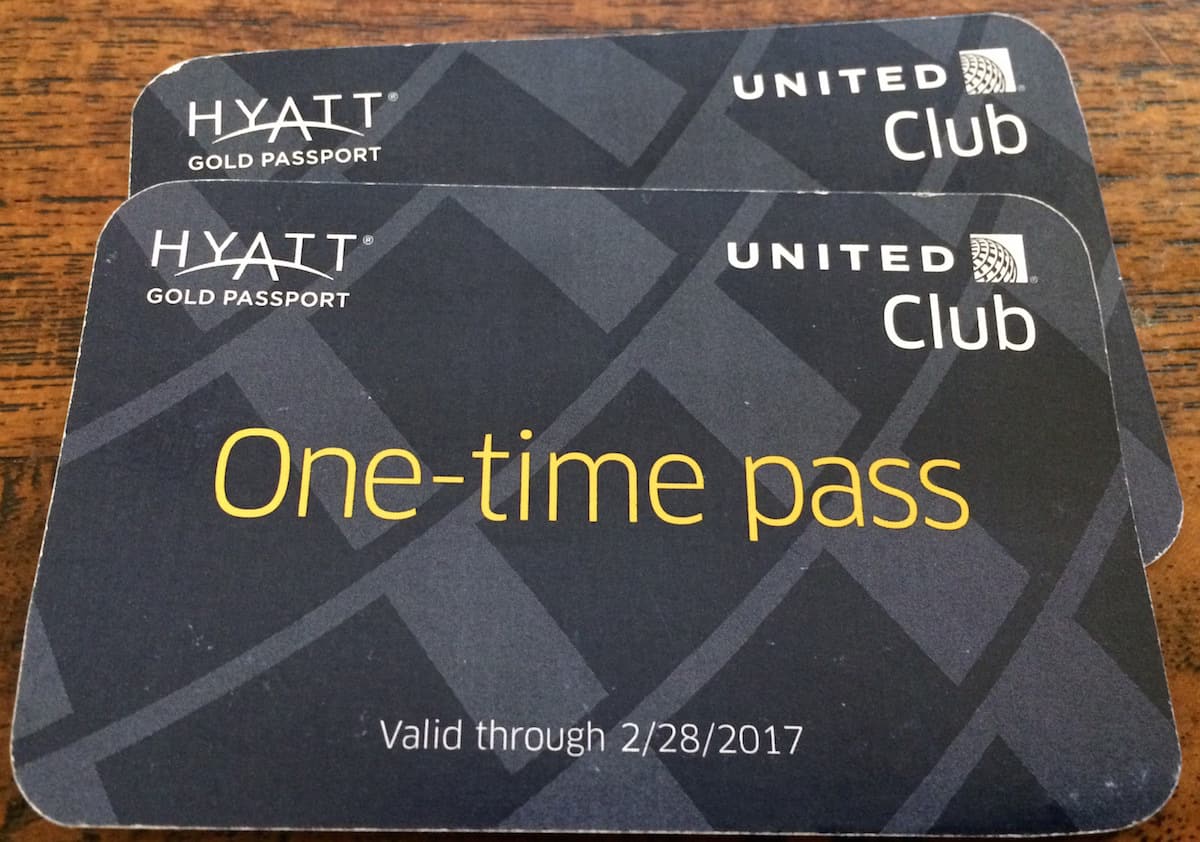 HYATT®
GOLD PASSPORT
UNITED
Club
HYATT®
GOLD PASSPORT
UNITED
Club
One-time pass
Valid through 2/28/2017